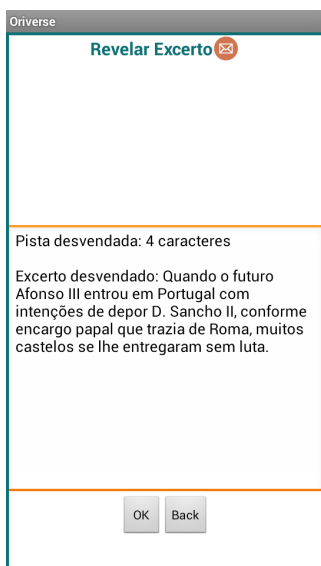 Oriverse
Revelar Excerto
Pista desvendada: 4 caracteres
Excerto desvendado: Quando o futuro
Afonso III entrou em Portugal com
intenções de depor D. Sancho II, conforme
encargo papal que trazia de Roma, muitos
castelos se lhe entregaram sem luta.
OK
Back